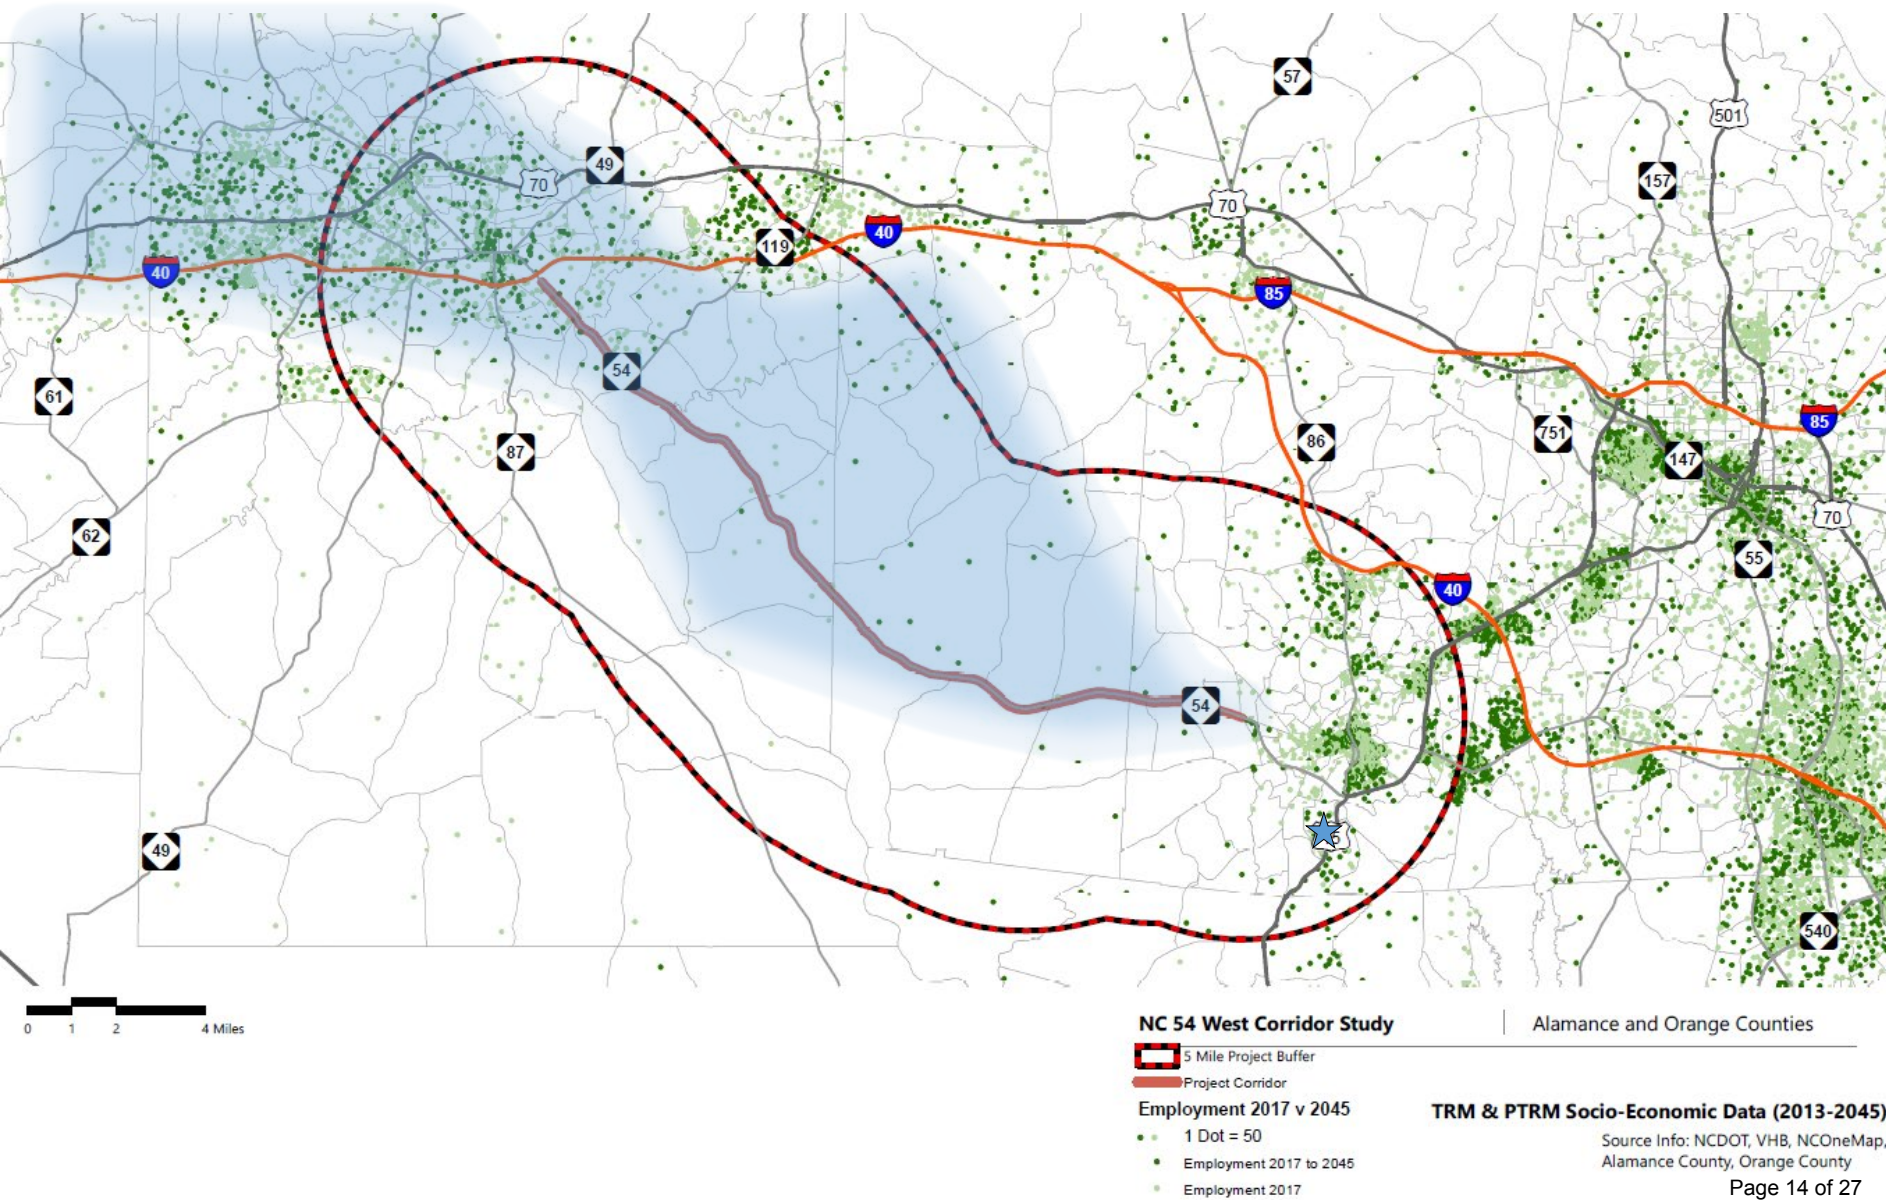 57
501
49
70
157
70
119
40
40
85
54
61
86
751
85
87
147
70
62
55
40
54
49
540
0 1 2 4 Miles
NC 54 West Corridor Study
Alamance and Orange Counties
5 Mile Project Buffer
Project Corridor
Employment 2017 v 2045
1 Dot = 50
Employment 2017 to 2045
Employment 2017
TRM & PTRM Socio-Economic Data (2013-2045)
Source Info: NCDOT, VHB, NCOneMap,
Alamance County, Orange County
Page 14 of 27